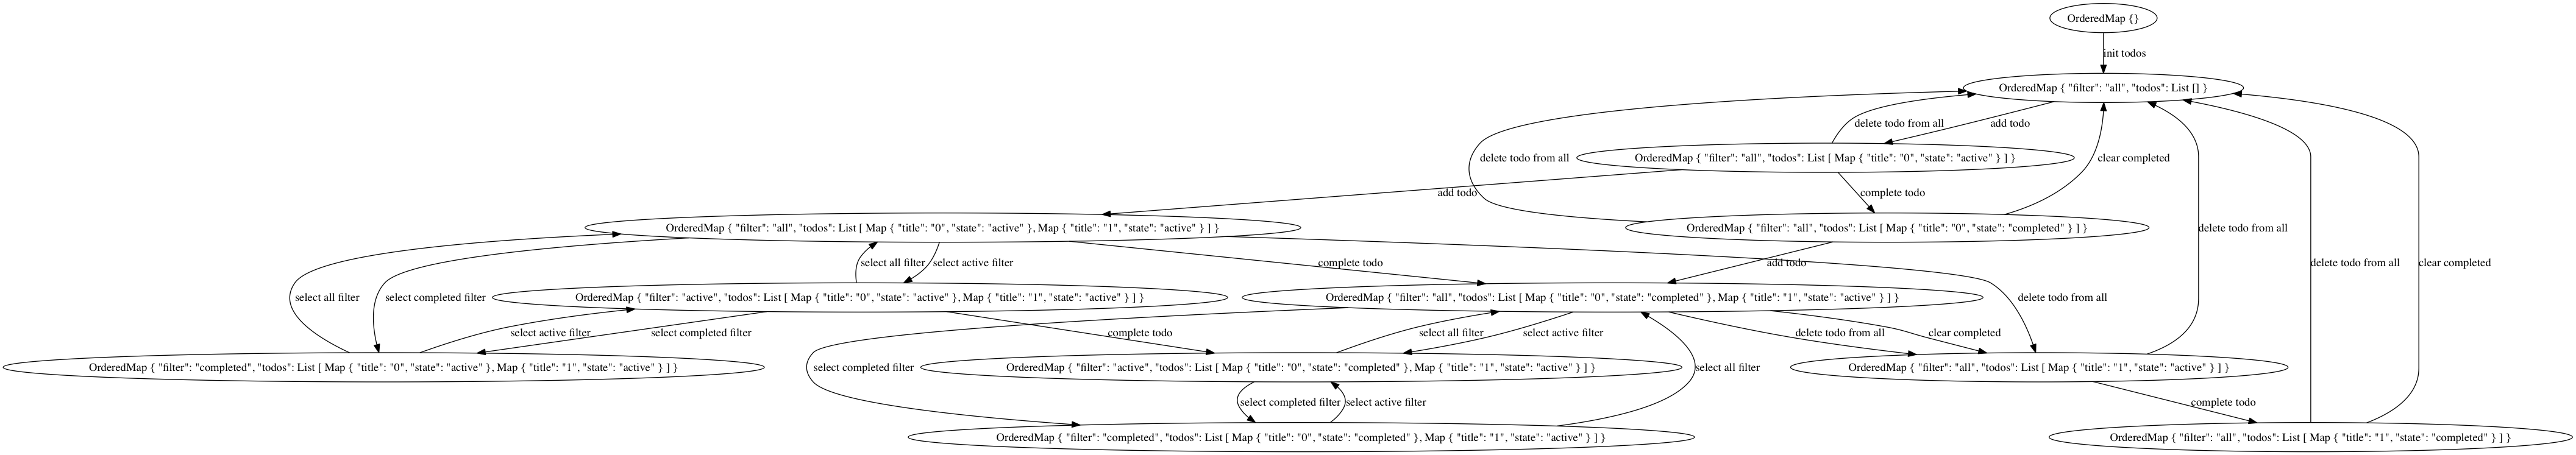 OrderedMap {}
init todos
OrderedMap { "filter": "all", "todos": List [] }
delete todo from all
add todo
delete todo from all
OrderedMap { "filter": "all", "todos": List [ Map { "title": "0", "state": "active" } ] }
clear completed
add todo
complete todo
OrderedMap { "filter": "all", "todos": List [ Map { "title": "0", "state": "active" }, Map { "title": "1", "state": "active" } ] }
OrderedMap { "filter": "all", "todos": List [ Map { "title": "0", "state": "completed" } ] }
delete todo from all
select all filter
select active filter
complete todo
add todo
delete todo from all
clear completed
select all filter
select completed filter
OrderedMap { "filter": "active", "todos": List [ Map { "title": "0", "state": "active" }, Map { "title": "1", "state": "active" } ] }
OrderedMap { "filter": "all", "todos": List [ Map { "title": "0", "state": "completed" }, Map { "title": "1", "state": "active" } ] }
delete todo from all
select active filter
select completed filter
complete todo
select all filter
select active filter
delete todo from all
clear completed
OrderedMap { "filter": "completed", "todos": List [ Map { "title": "0", "state": "active" }, Map { "title": "1", "state": "active" } ] }
select completed filter
OrderedMap { "filter": "active", "todos": List [ Map { "title": "0", "state": "completed" }, Map { "title": "1", "state": "active" } ] }
select all filter
OrderedMap { "filter": "all", "todos": List [ Map { "title": "1", "state": "active" } ] }
select completed filter
select active filter
complete todo
OrderedMap { "filter": "completed", "todos": List [ Map { "title": "0", "state": "completed" }, Map { "title": "1", "state": "active" } ] }
OrderedMap { "filter": "all", "todos": List [ Map { "title": "1", "state": "completed" } ] }